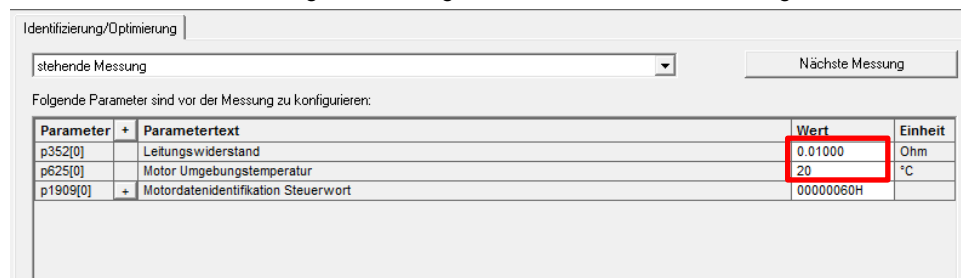 Identifizierung/Optimierung
stehende Messung
Nächste Messung
Folgende Parameter sind vor der Messung zu konfigurieren:
Parameter + Parametertext Wert Einheit
p352[0] Leitungswiderstand 0.01000 Ohm
p625[0] Motor Umgebungstemperatur 20 °C
p1909[0] + Motordatenidentifikation Steuerwort 00000060H